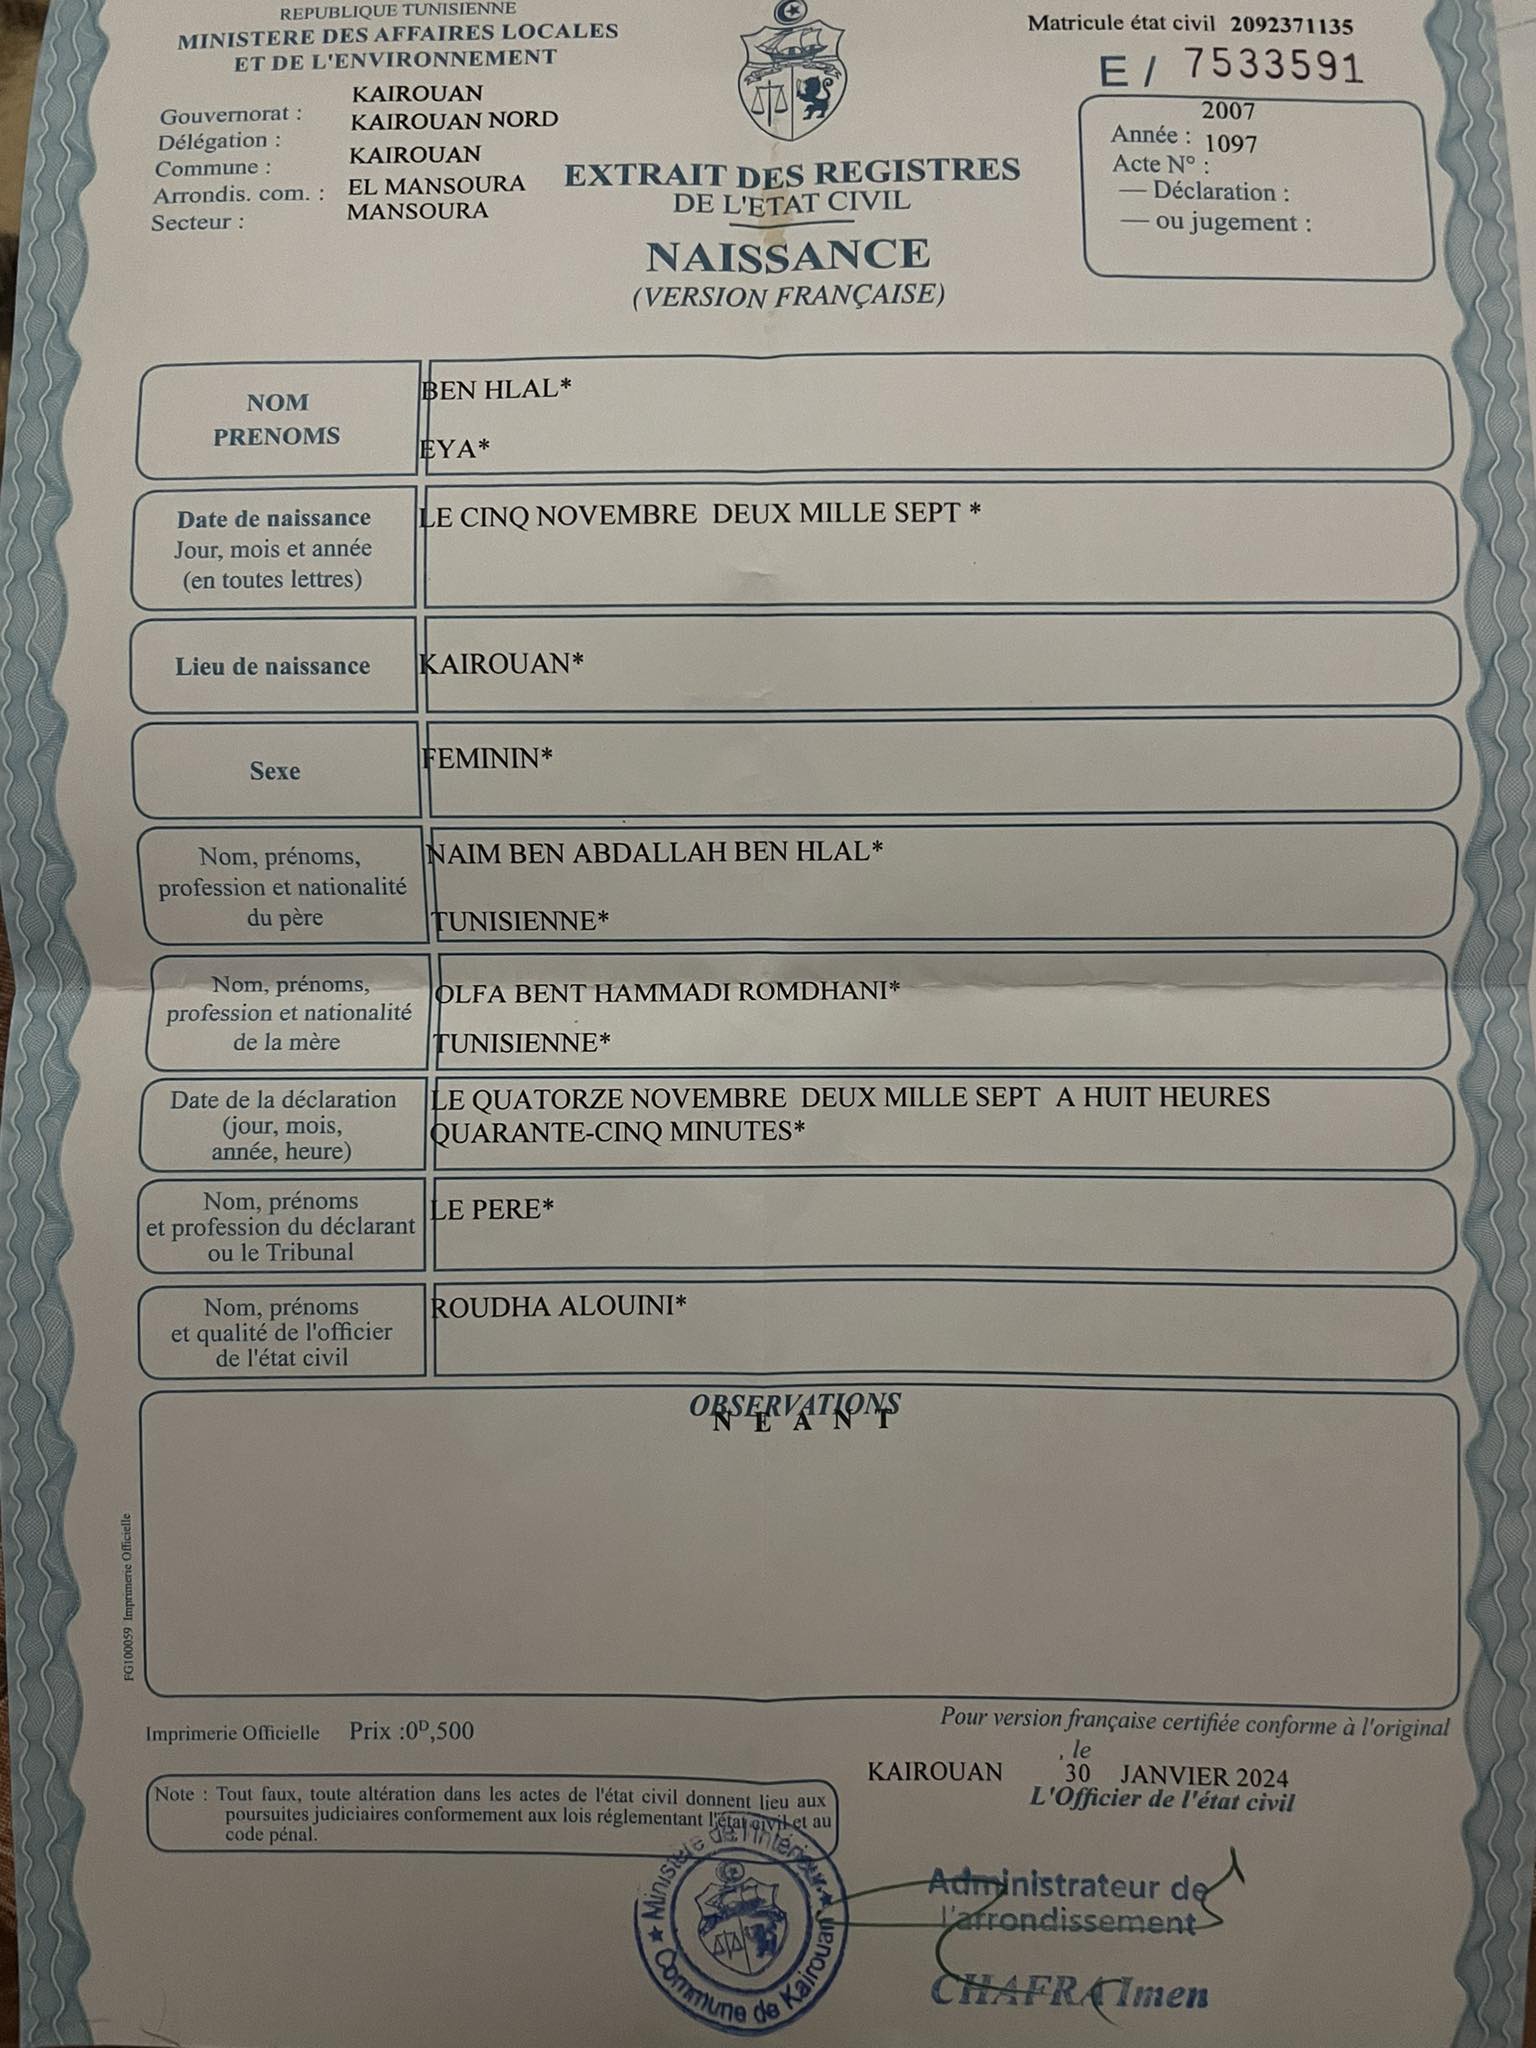 REPUBLIQUE TUNISIENNE
MINISTERE DES AFFAIRES LOCALES
ET DE L'ENVIRONNEMENT
Gouvernorat : KAIROUAN
Délégation : KAIROUAN NORD
Commune : KAIROUAN
Arrondis. com. : EL MANSOURA
Secteur : MANSOURA
EXTRAIT DES REGISTRES
DE L'ETAT CIVIL
NAISSANCE
(VERSION FRANÇAISE)
Matricule état civil 2092371135
E / 7533591
Année : 2007
Acte N° : 1097
— Déclaration :
— ou jugement :
NOM
PRENOMS
BEN HLAL*
EYA*
Date de naissance
Jour, mois et année
(en toutes lettres)
LE CINQ NOVEMBRE DEUX MILLE SEPT *
Lieu de naissance
KAIROUAN*
Sexe
FEMININ*
Nom, prénoms,
profession et nationalité
du père
NAIM BEN ABDALLAH BEN HLAL*
TUNISIENNE*
Nom, prénoms,
profession et nationalité
de la mère
OLFA BENT HAMMADI ROMDHANI*
TUNISIENNE*
Date de la déclaration
(jour, mois,
année, heure)
LE QUATORZE NOVEMBRE DEUX MILLE SEPT A HUIT HEURES
QUARANTE-CINQ MINUTES*
Nom, prénoms
et profession du déclarant
ou le Tribunal
LE PERE*
Nom, prénoms
et qualité de l'officier
de l'état civil
ROUDHA ALOUINI*
OBSERVATIONS
N E A N T
FG100059 Imprimerie Officielle
Imprimerie Officielle Prix :0D,500
Pour version française certifiée conforme à l'original
KAIROUAN , le 30 JANVIER 2024
L'Officier de l'état civil
Note : Tout faux, toute altération dans les actes de l'état civil donnent lieu aux
poursuites judiciaires conformement aux lois réglementant l'état civil et au
code pénal.
Ministère de l'Intérieur
Commune de Kairouan
Administrateur de
l'arrondissement
CHAFRA Imen